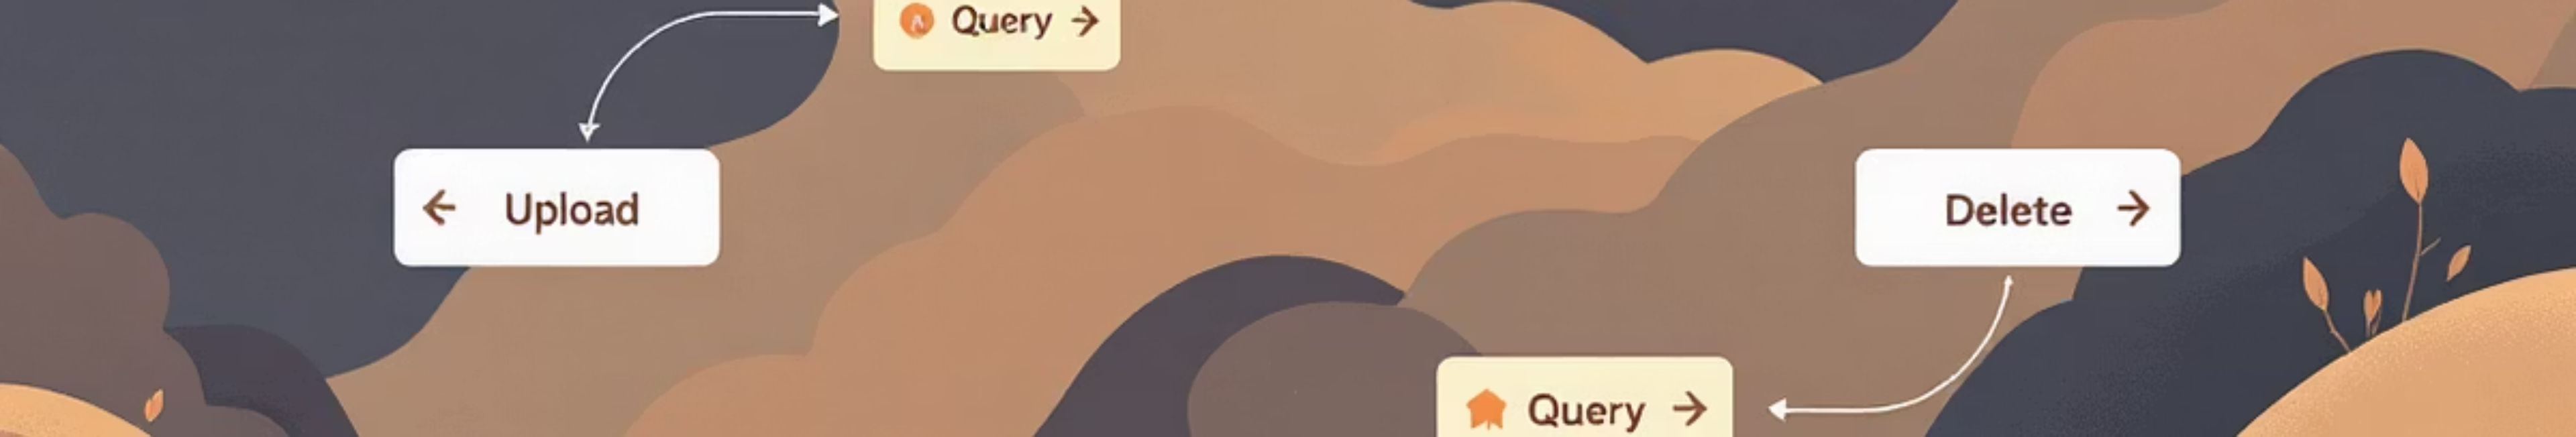 Query →
← Upload
Delete →
Query →